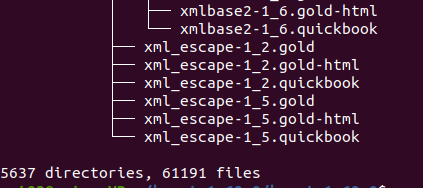 xmlbase2-1_6.gold-html
xmlbase2-1_6.quickbook
xml_escape-1_2.gold
xml_escape-1_2.gold-html
xml_escape-1_2.quickbook
xml_escape-1_5.gold
xml_escape-1_5.gold-html
xml_escape-1_5.quickbook
5637 directories, 61191 files